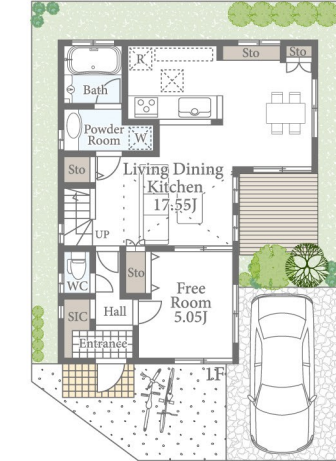 R
Sto
Sto
Bath
Powder
Room
W
Sto
Living Dining
Kitchen
17.55J
UP
WC
Sto
Free
Room
5.05J
SIC
Hall
Entrance
1F